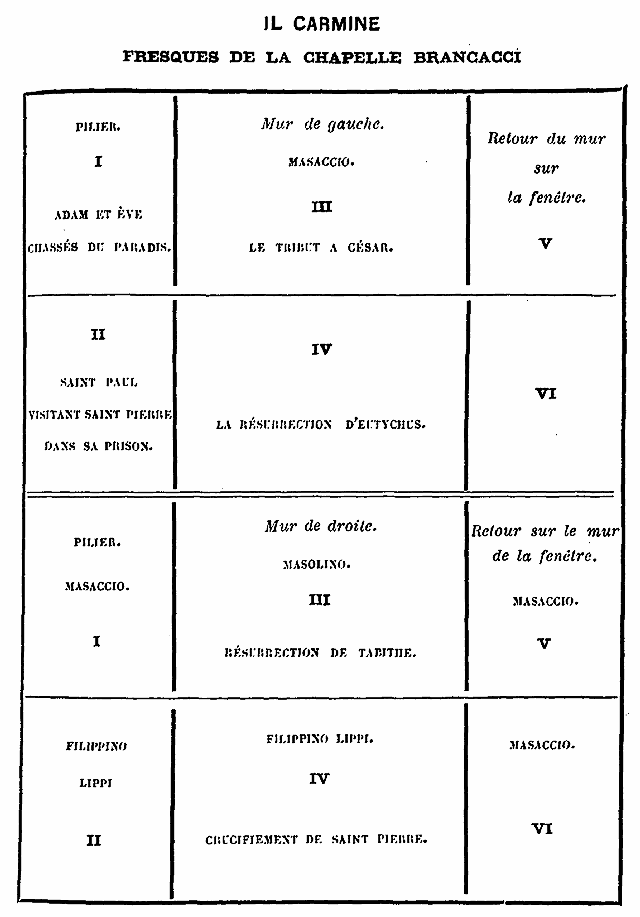 IL CARMINE
FRESQUES DE LA CHAPELLE BRANCACCI
PILIER.
I
ADAM ET ÈVE
CHASSÉS DU PARADIS.
Mur de gauche.
MASACCIO.
III
LE TRIBUT A CÉSAR.
Retour du mur
sur
la fenêtre.
V
II
SAINT PAUL
VISITANT SAINT PIERRE
DANS SA PRISON.
IV
LA RÉSURRECTION D'EUTYCHUS.
VI
PILIER.
MASACCIO.
I
Mur de droite.
MASOLINO.
III
RÉSURRECTION DE TABITHE.
Retour sur le mur
de la fenêtre.
MASACCIO.
V
FILIPPINO
LIPPI
II
FILIPPINO LIPPI.
IV
CRUCIFIEMENT DE SAINT PIERRE.
MASACCIO.
VI